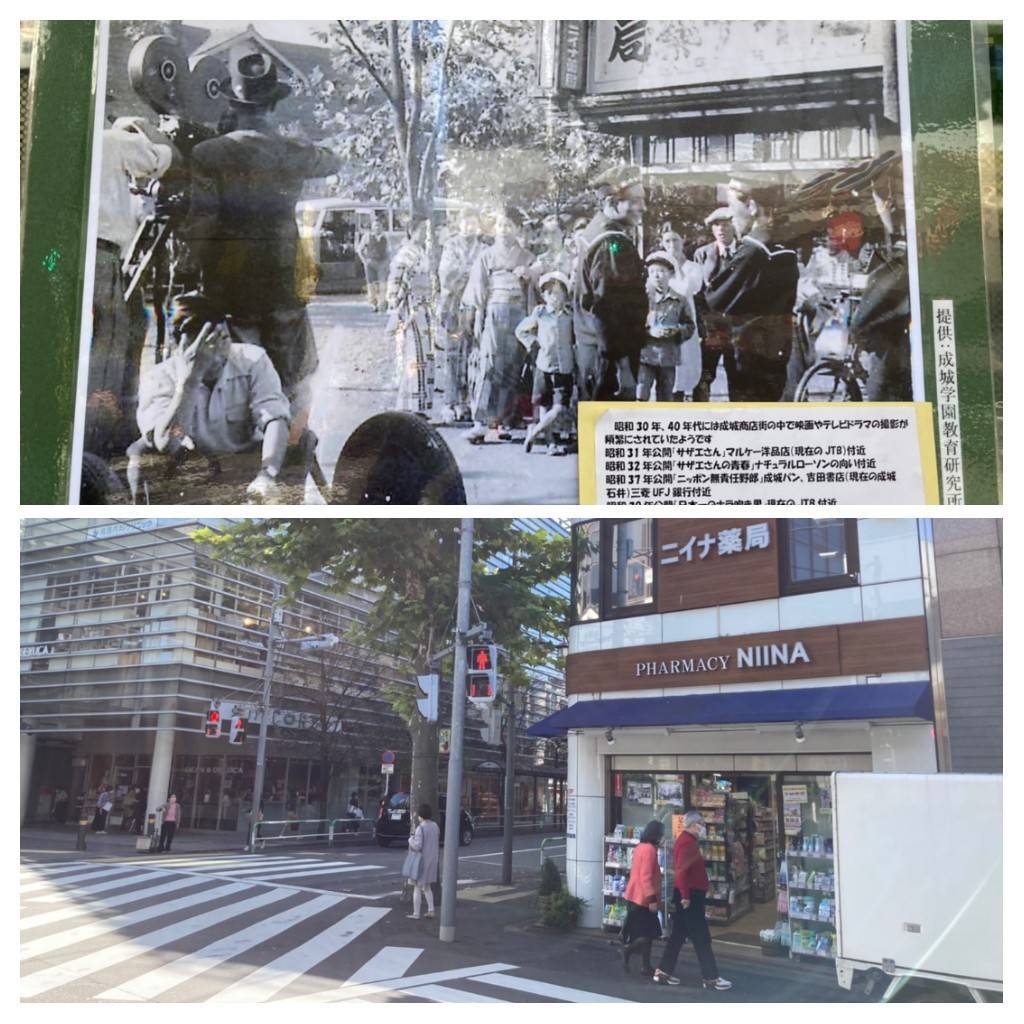 局 薬
提供：成城学園教育研究所
昭和30年、40年代には成城商店街の中で映画やテレビドラマの撮影が
頻繁にされていたようです
昭和31年公開「サザエさん」マルケー洋品店(現在のJTB)付近
昭和32年公開「サザエさんの青春」ナチュラルローソンの向い付近
昭和37年公開「ニッポン無責任野郎」成城パン、吉田書店(現在の成城
石井)三菱UFJ銀行付近
ニイナ薬局
PHARMACY NIINA